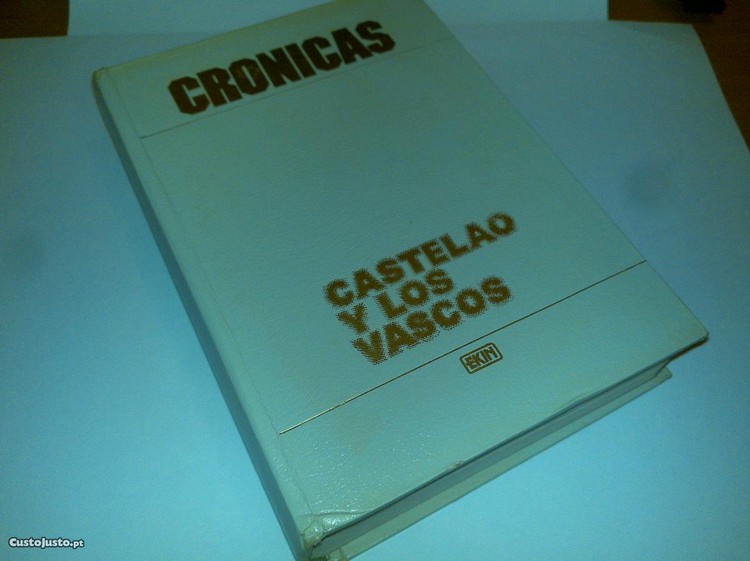 CRONICAS
CASTELAO
Y LOS
VASCOS
EKIN
CustoJusto.pt